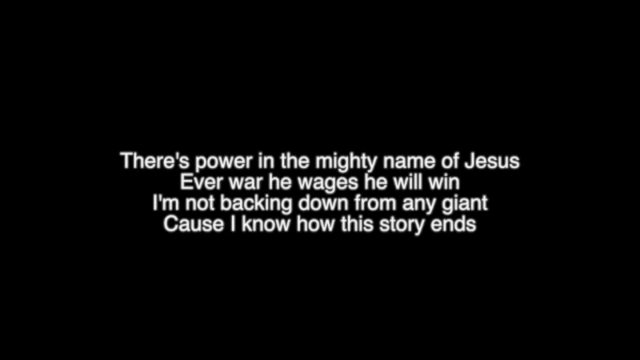 There's power in the mighty name of Jesus
Ever war he wages he will win
I'm not backing down from any giant
Cause I know how this story ends